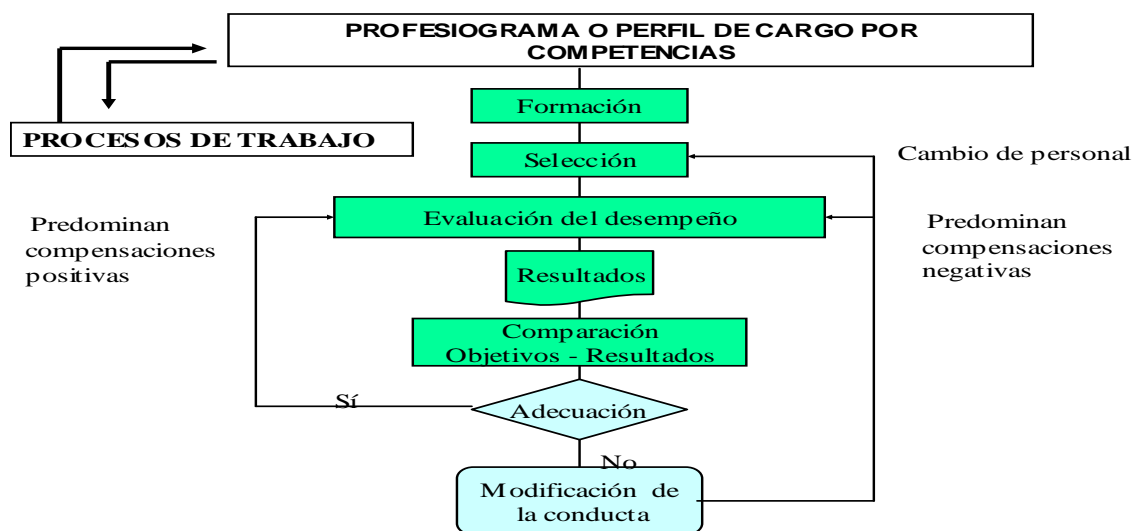 PROFESIOGRAMA O PERFIL DE CARGO POR
COMPETENCIAS
Formación
PROCESOS DE TRABAJO
Selección
Cambio de personal
Evaluación del desempeño
Predominan
compensaciones
positivas
Predominan
compensaciones
negativas
Resultados
Comparación
Objetivos - Resultados
Sí
Adecuación
No
Modificación de
la conducta